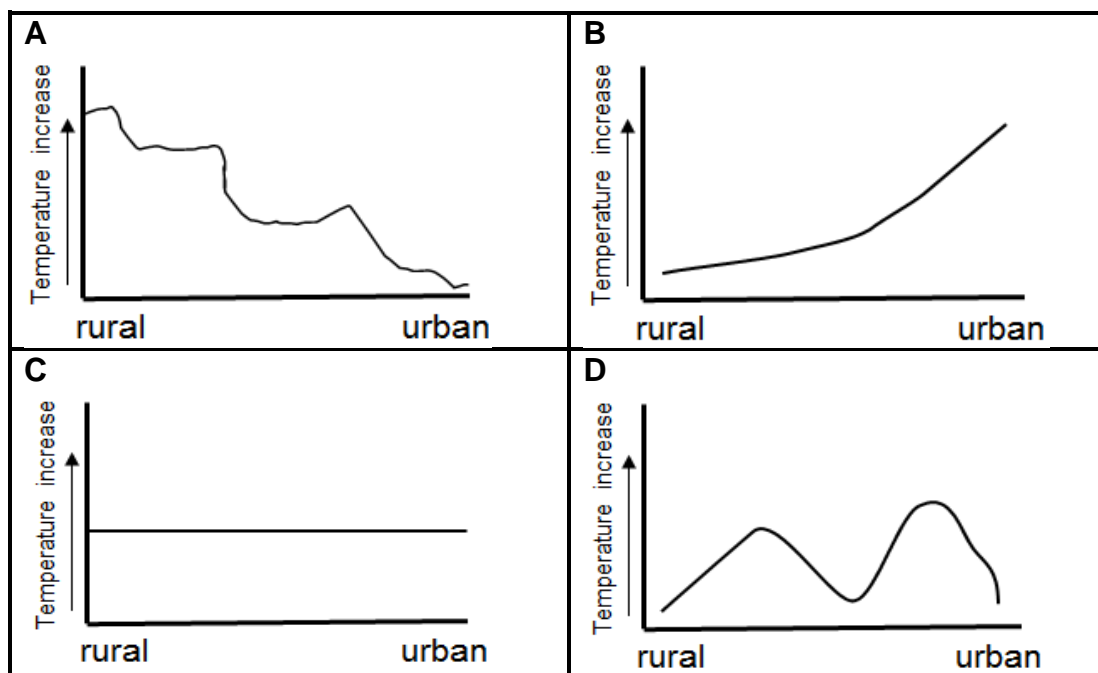 A
Temperature increase
rural urban
B
Temperature increase
rural urban
C
Temperature increase
rural urban
D
Temperature increase
rural urban